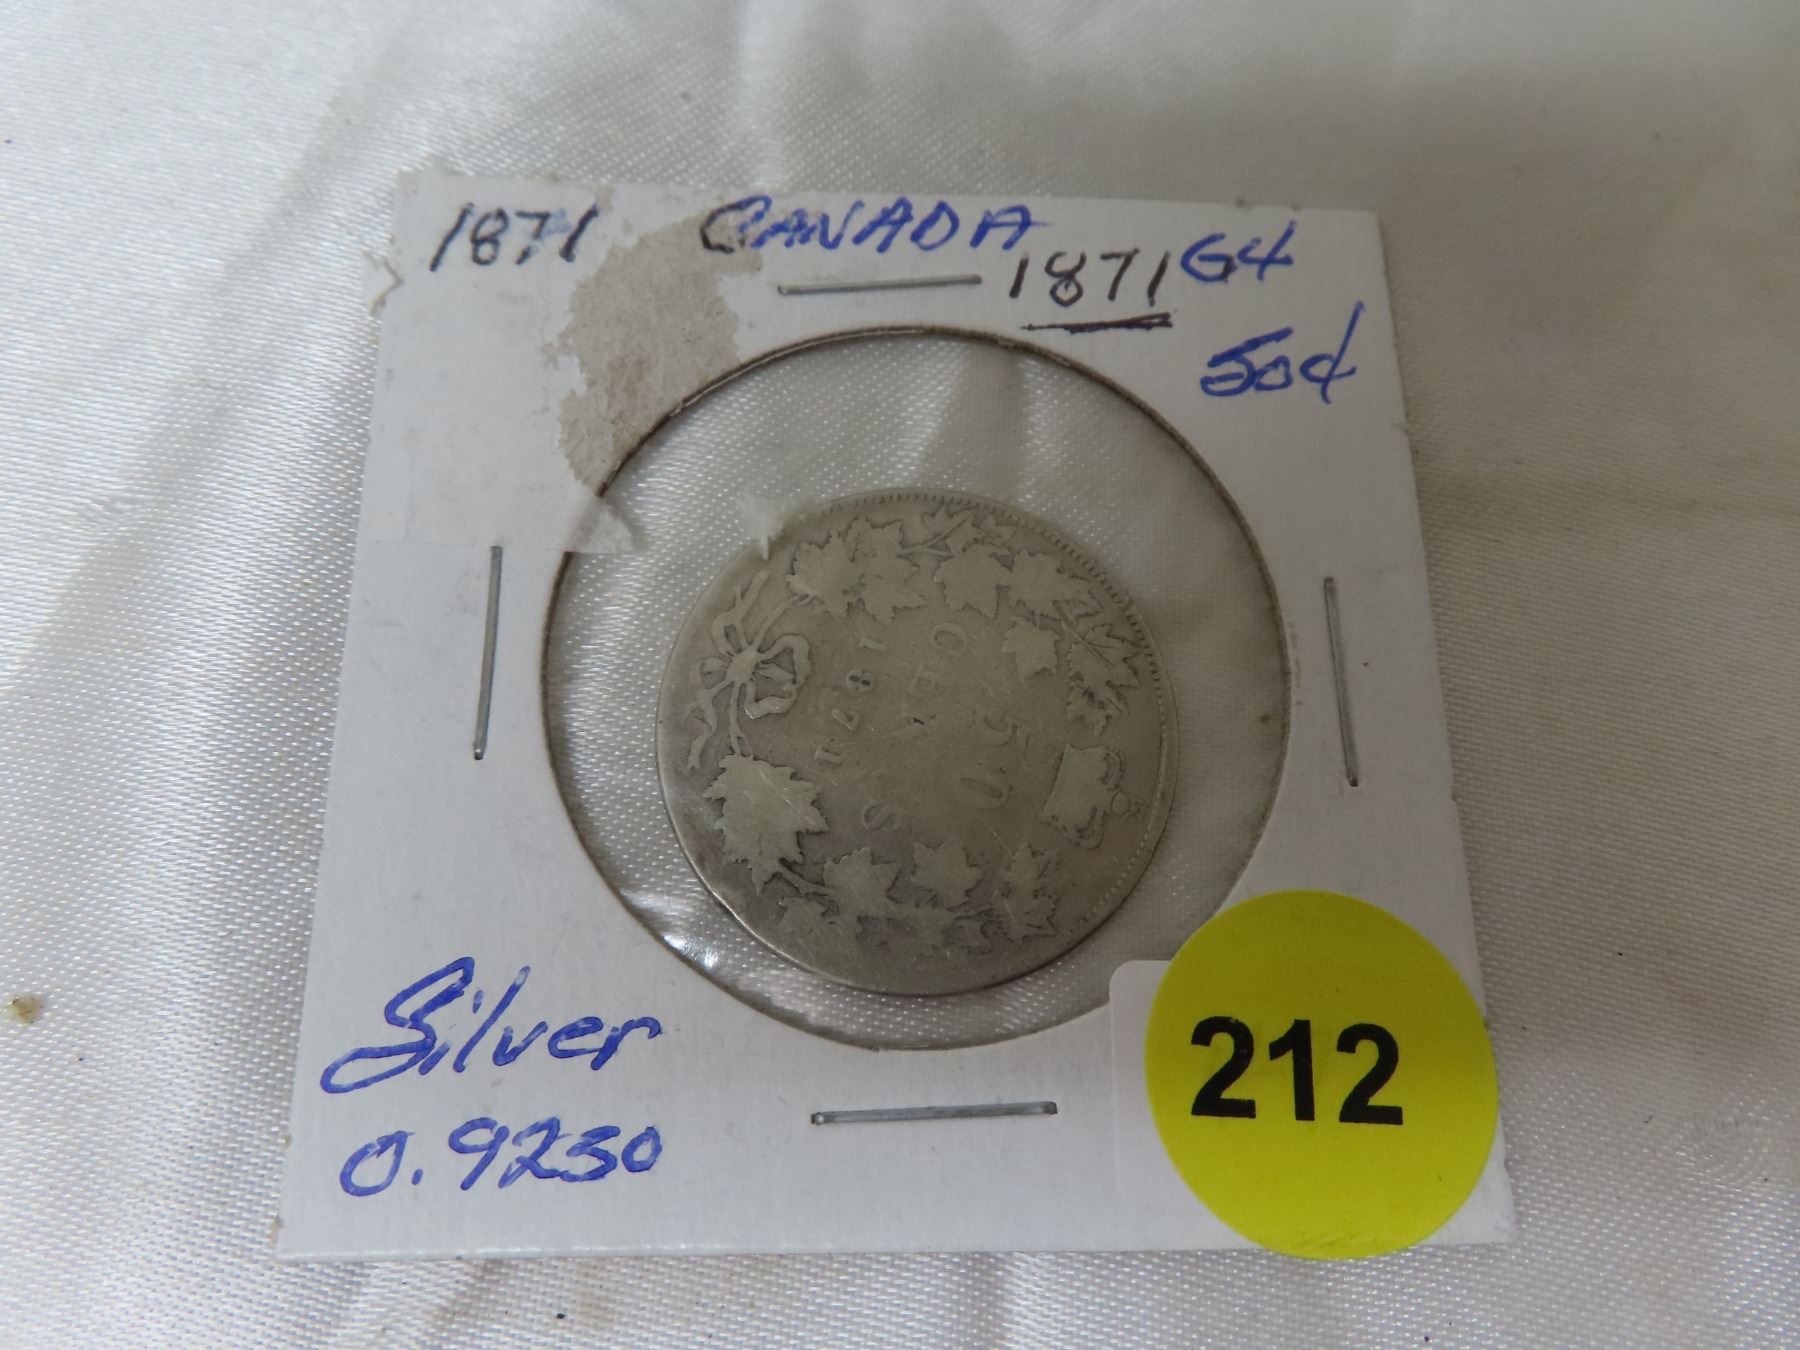 1871 CANADA
1871 G4
50¢
50
CENTS
1871
Silver
0.9250
212